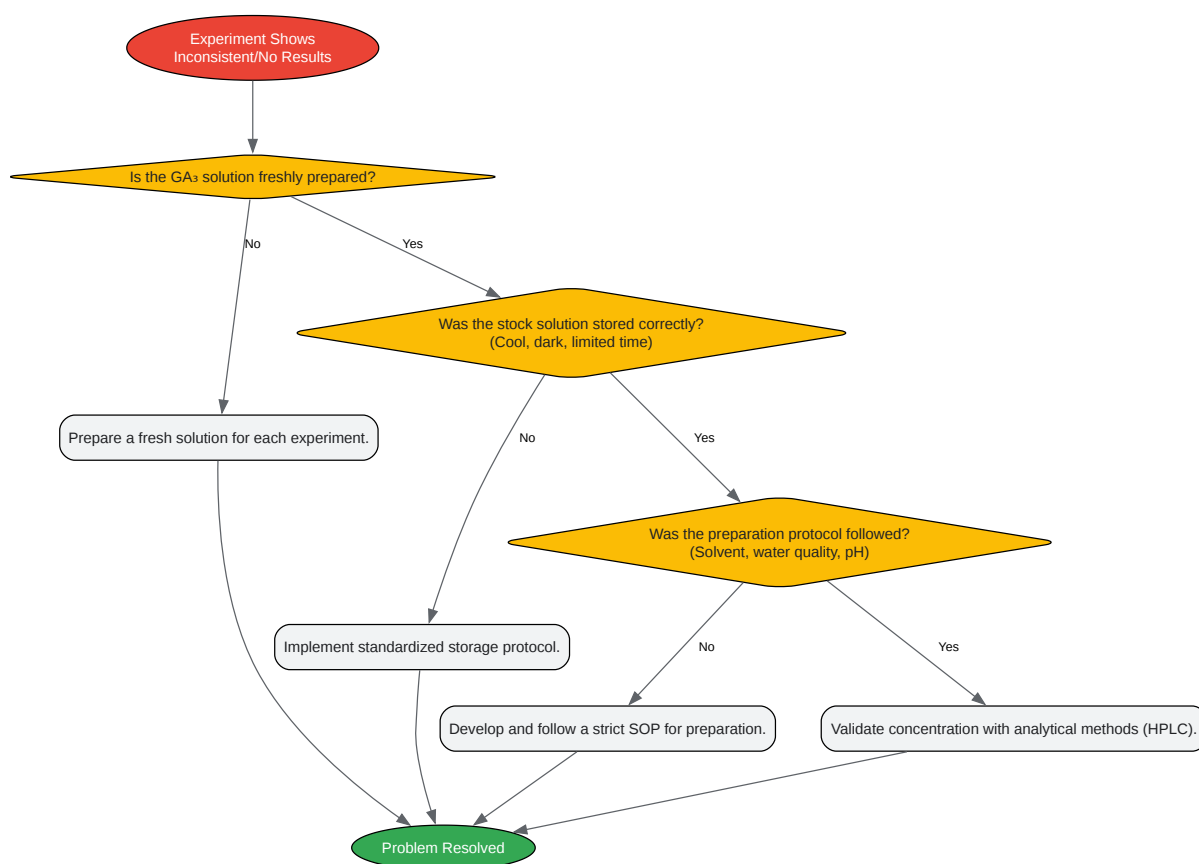 Experiment Shows
Inconsistent/No Results
Is the GA₃ solution freshly prepared?
No
Yes
Was the stock solution stored correctly?
(Cool, dark, limited time)
Prepare a fresh solution for each experiment.
No
Yes
Was the preparation protocol followed?
(Solvent, water quality, pH)
Implement standardized storage protocol.
No
Yes
Develop and follow a strict SOP for preparation.
Validate concentration with analytical methods (HPLC).
Problem Resolved